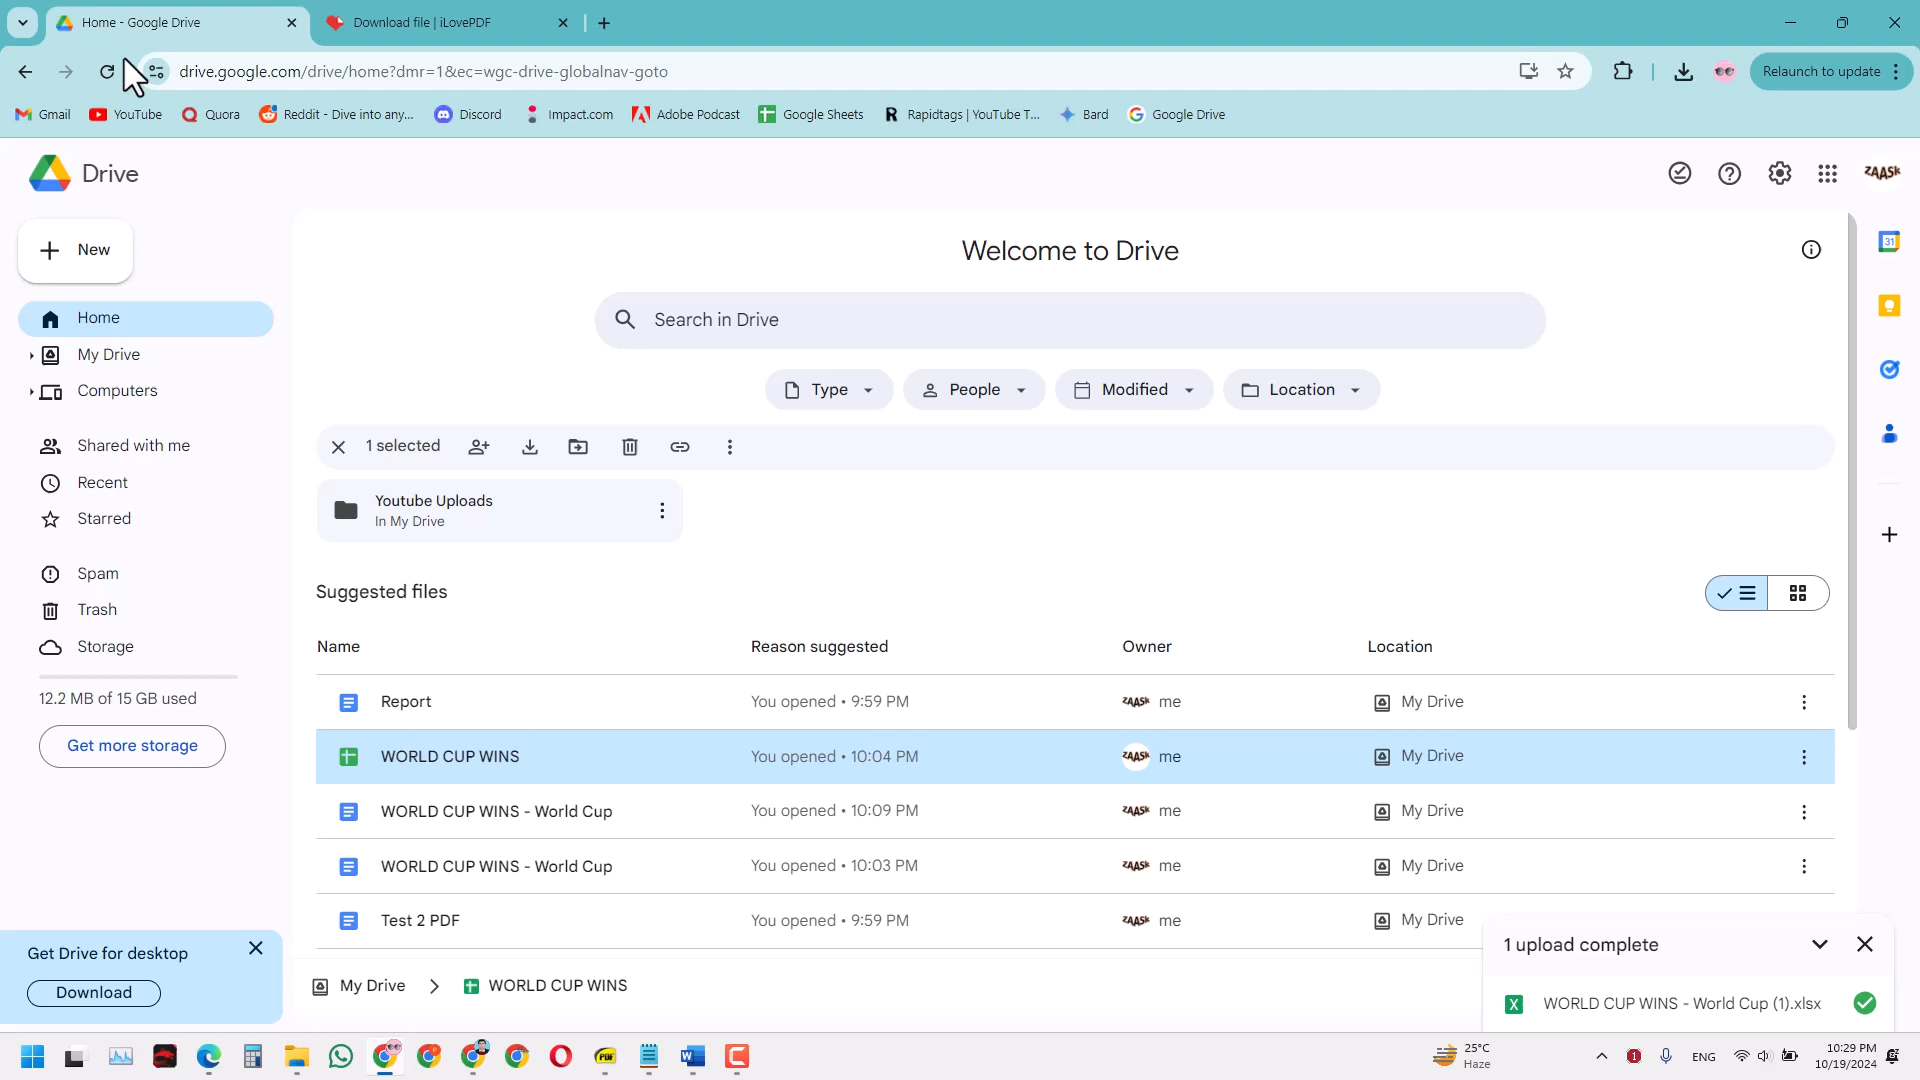 Home - Google Drive
Download file | iLovePDF
drive.google.com/drive/home?dmr=1&ec=wgc-drive-globalnav-goto
Relaunch to update
Gmail
YouTube
Quora
Reddit - Dive into any...
Discord
Impact.com
Adobe Podcast
Google Sheets
Rapidtags | YouTube T...
Bard
Google Drive
Drive
ZAASK
New
Welcome to Drive
Search in Drive
Home
My Drive
Computers
Type
People
Modified
Location
Shared with me
Recent
Starred
1 selected
Youtube Uploads
In My Drive
Spam
Trash
Storage
12.2 MB of 15 GB used
Get more storage
Suggested files
Name Reason suggested Owner Location
Report You opened • 9:59 PM ZAASK me My Drive
WORLD CUP WINS You opened • 10:04 PM ZAASK me My Drive
WORLD CUP WINS - World Cup You opened • 10:09 PM ZAASK me My Drive
WORLD CUP WINS - World Cup You opened • 10:03 PM ZAASK me My Drive
Test 2 PDF You opened • 9:59 PM ZAASK me My Drive
Get Drive for desktop
Download
My Drive > WORLD CUP WINS
1 upload complete
WORLD CUP WINS - World Cup (1).xlsx
25°C
Haze
1
ENG
10:29 PM
10/19/2024
31